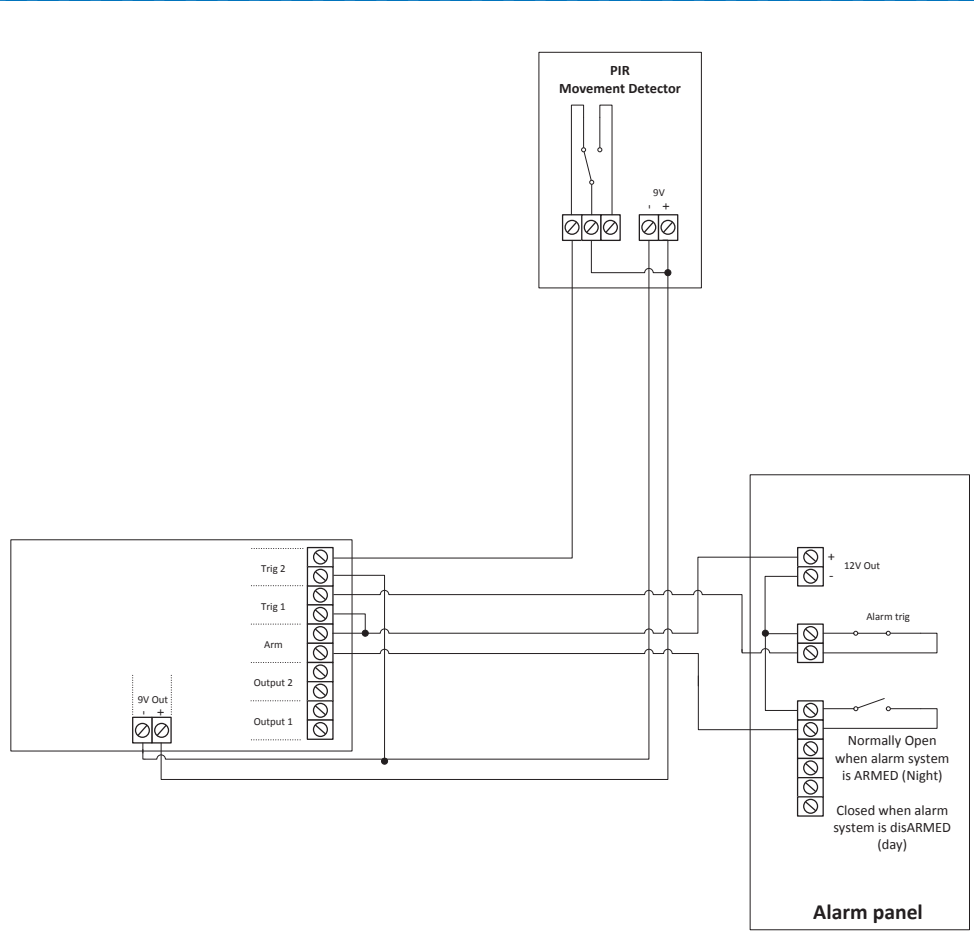 PIR
Movement Detector
9V
- +
Trig 2
Trig 1
Arm
Output 2
Output 1
9V Out
- +
+
12V Out
-
Alarm trig
Normally Open
when alarm system
is ARMED (Night)
Closed when alarm
system is disARMED
(day)
Alarm panel